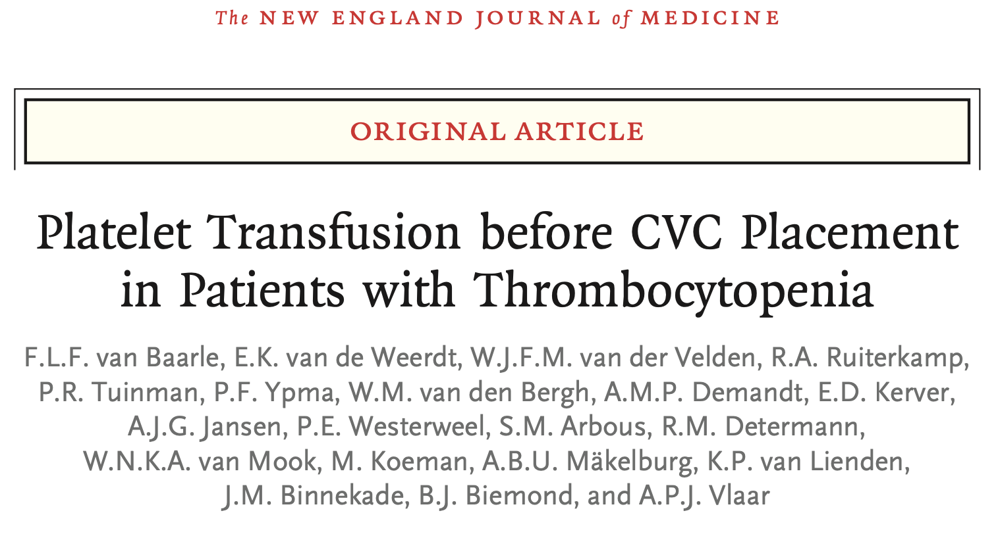 The NEW ENGLAND JOURNAL of MEDICINE
ORIGINAL ARTICLE
Platelet Transfusion before CVC Placement
in Patients with Thrombocytopenia
F.L.F. van Baarle, E.K. van de Weerdt, W.J.F.M. van der Velden, R.A. Ruiterkamp,
P.R. Tuinman, P.F. Ypma, W.M. van den Bergh, A.M.P. Demandt, E.D. Kerver,
A.J.G. Jansen, P.E. Westerweel, S.M. Arbous, R.M. Determann,
W.N.K.A. van Mook, M. Koeman, A.B.U. Mäkelburg, K.P. van Lienden,
J.M. Binnekade, B.J. Biemond, and A.P.J. Vlaar